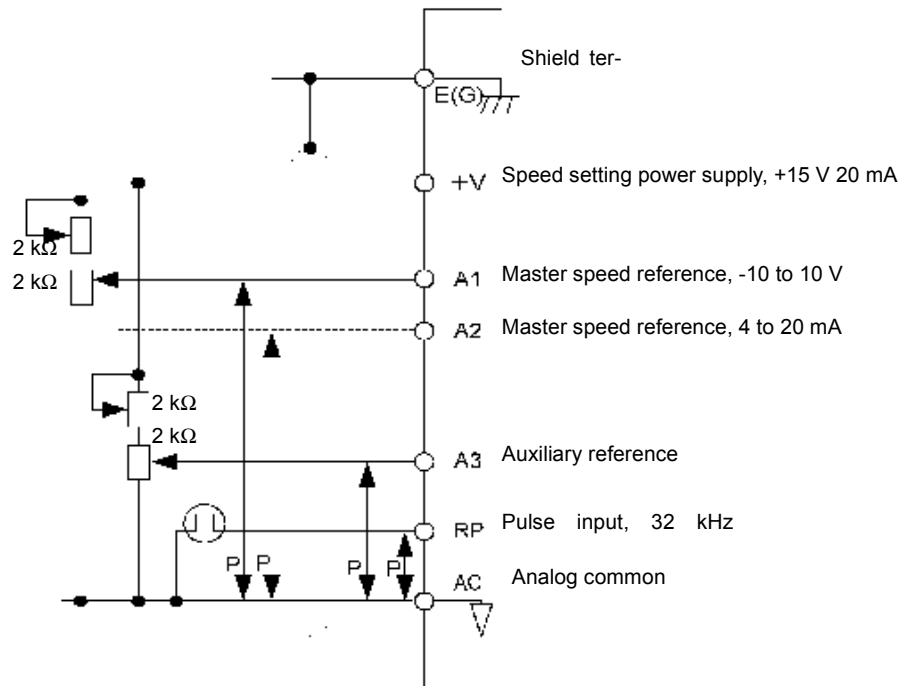 Shield ter-
E(G)
+V Speed setting power supply, +15 V 20 mA
2 kΩ
2 kΩ
A1 Master speed reference, -10 to 10 V
A2 Master speed reference, 4 to 20 mA
2 kΩ
2 kΩ
A3 Auxiliary reference
RP Pulse input, 32 kHz
P P P P
AC Analog common